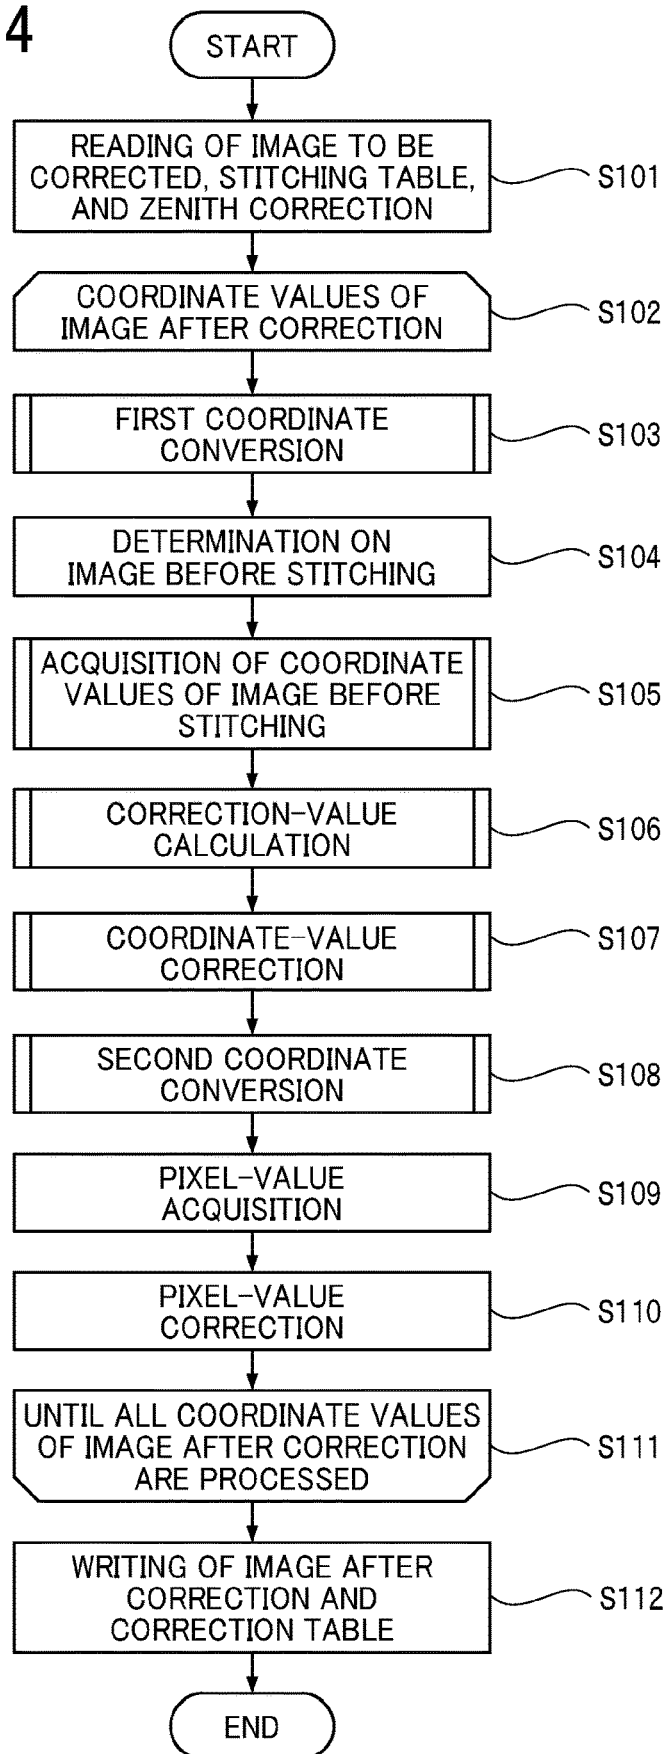 4
START
READING OF IMAGE TO BE
CORRECTED, STITCHING TABLE,
AND ZENITH CORRECTION
S101
COORDINATE VALUES OF
IMAGE AFTER CORRECTION
S102
FIRST COORDINATE
CONVERSION
S103
DETERMINATION ON
IMAGE BEFORE STITCHING
S104
ACQUISITION OF COORDINATE
VALUES OF IMAGE BEFORE
STITCHING
S105
CORRECTION-VALUE
CALCULATION
S106
COORDINATE-VALUE
CORRECTION
S107
SECOND COORDINATE
CONVERSION
S108
PIXEL-VALUE
ACQUISITION
S109
PIXEL-VALUE
CORRECTION
S110
UNTIL ALL COORDINATE VALUES
OF IMAGE AFTER CORRECTION
ARE PROCESSED
S111
WRITING OF IMAGE AFTER
CORRECTION AND
CORRECTION TABLE
S112
END